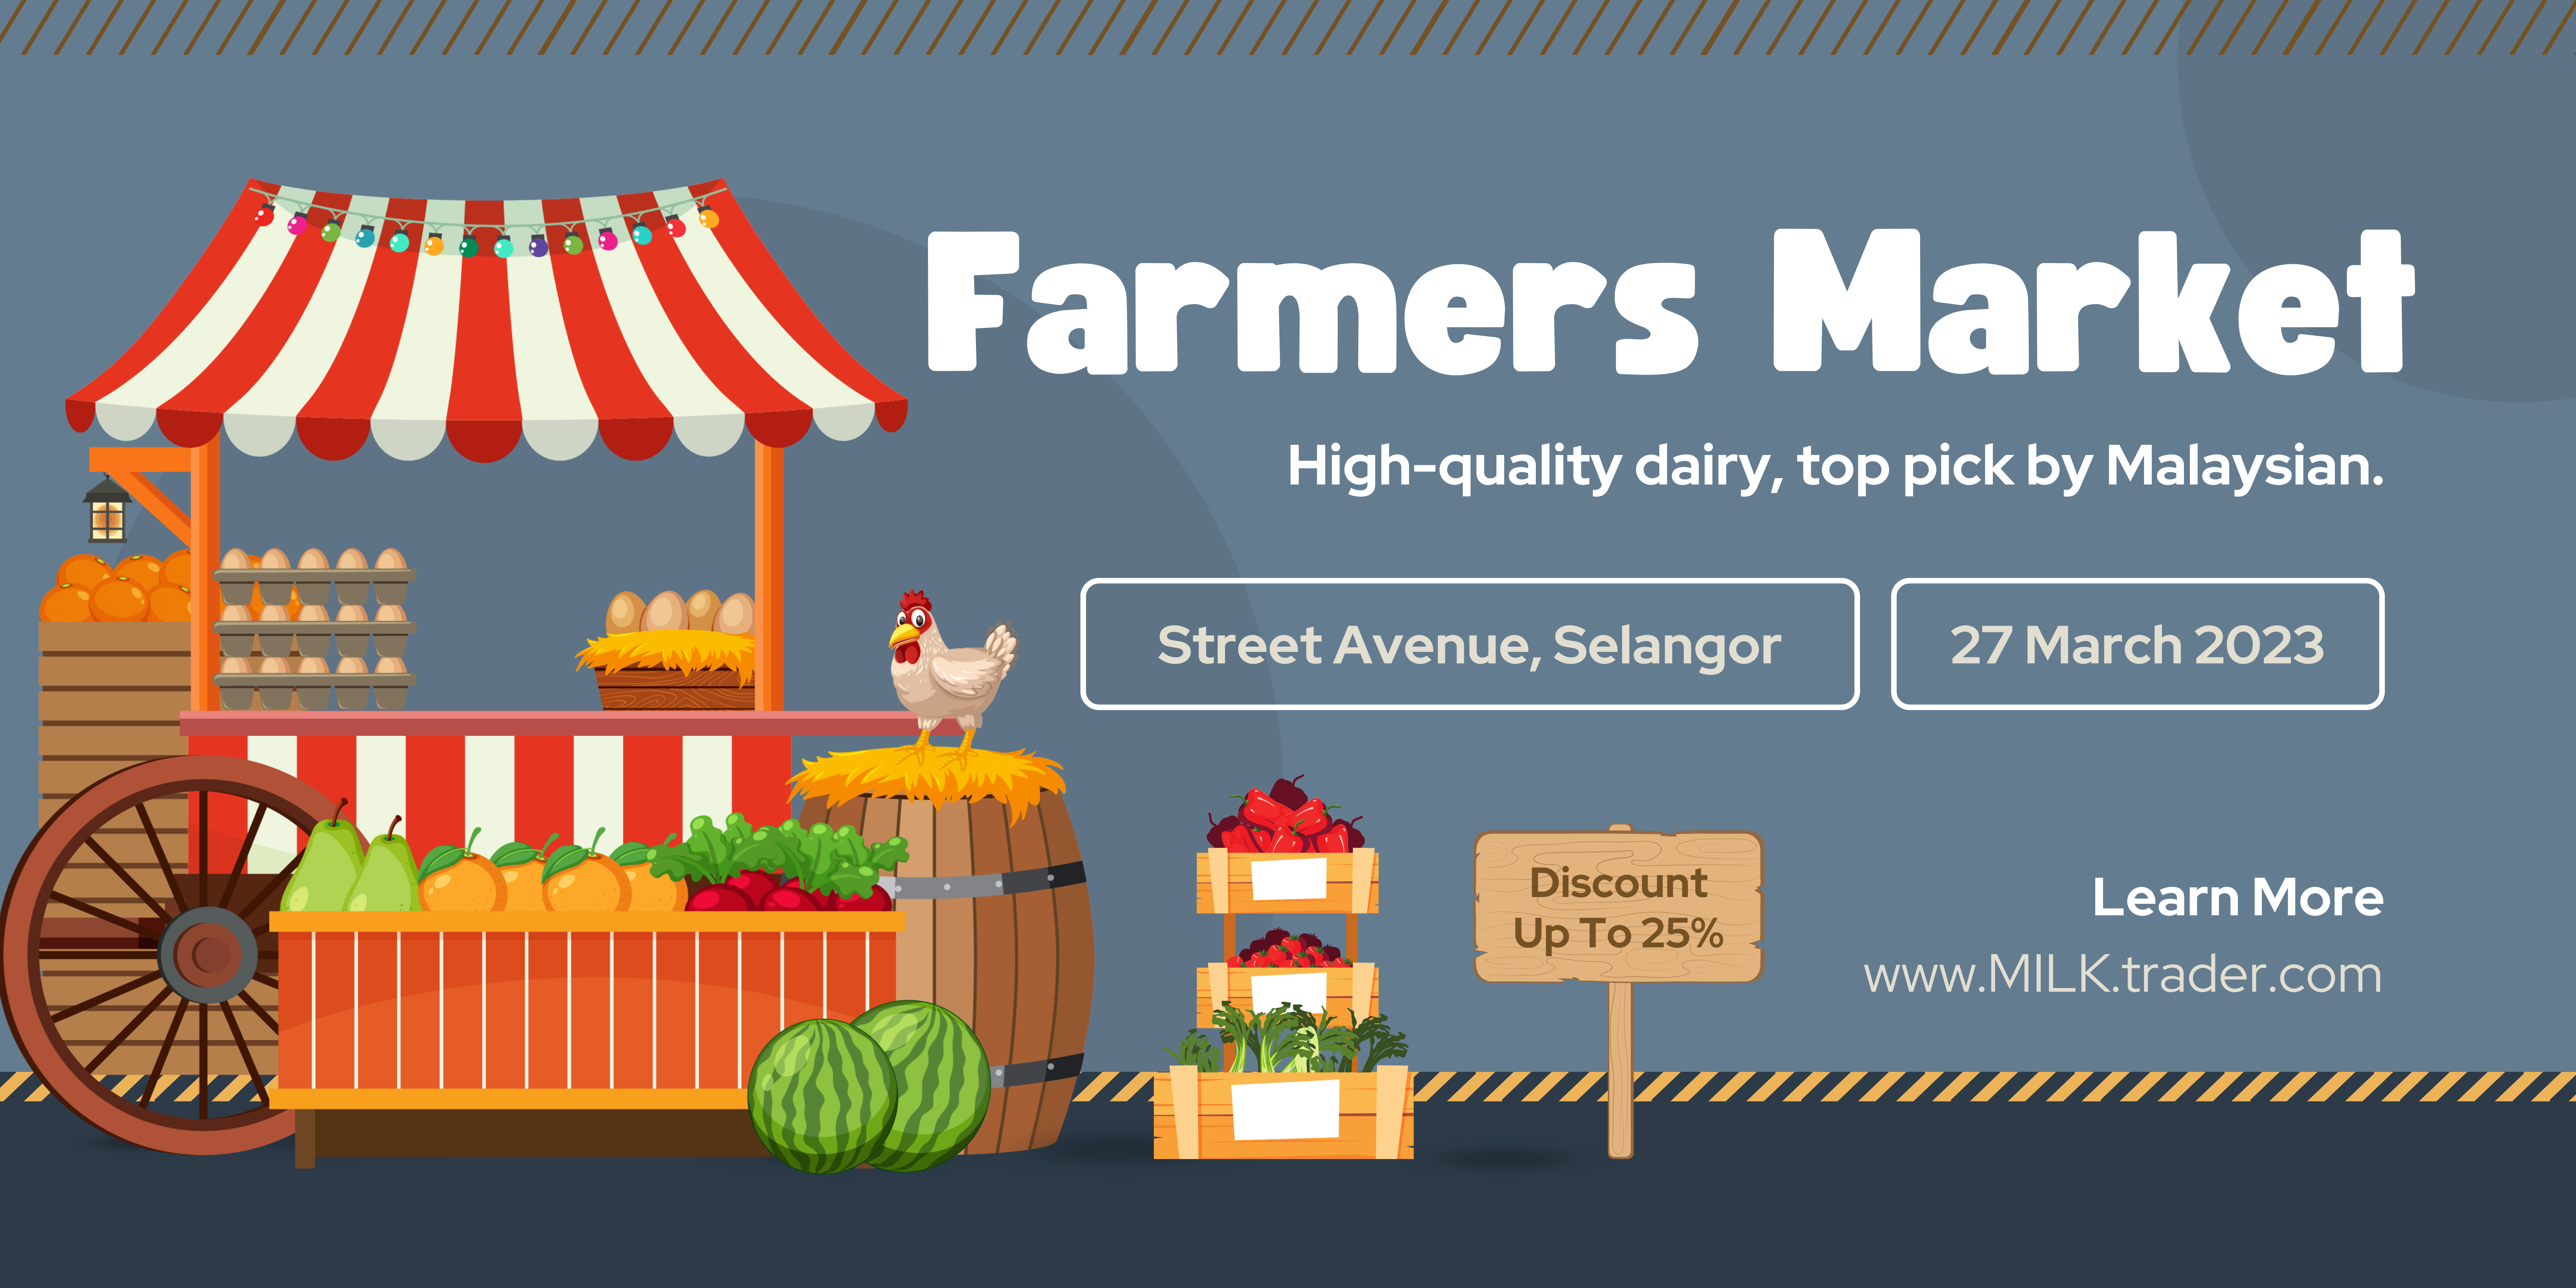 Farmers Market
High-quality dairy, top pick by Malaysian.
Street Avenue, Selangor
27 March 2023
Discount
Up To 25%
Learn More
www.MILK.trader.com